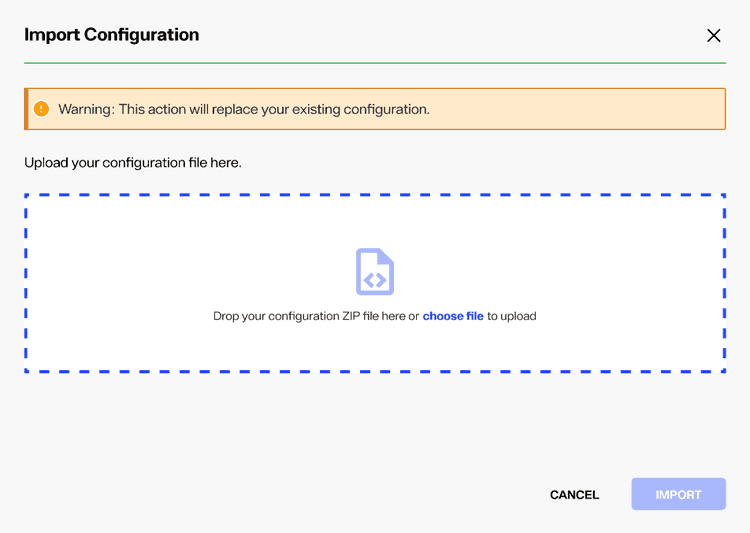 Import Configuration
Warning: This action will replace your existing configuration.
Upload your configuration file here.
Drop your configuration ZIP file here or choose file to upload
CANCEL
IMPORT